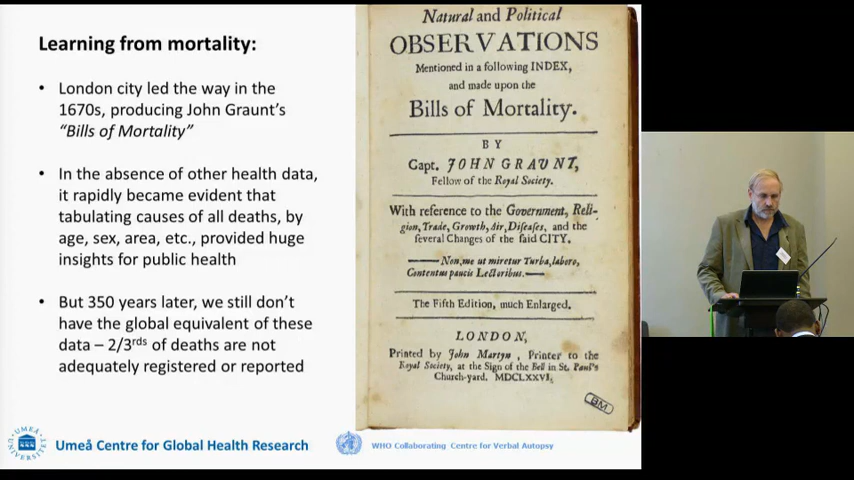 Learning from mortality:
• London city led the way in the
1670s, producing John Graunt's
"Bills of Mortality"
• In the absence of other health data,
it rapidly became evident that
tabulating causes of all deaths, by
age, sex, area, etc., provided huge
insights for public health
• But 350 years later, we still don't
have the global equivalent of these
data – 2/3rds of deaths are not
adequately registered or reported
Natural and Political
OBSERVATIONS
Mentioned in a following INDEX,
and made upon the
Bills of Mortality.
BY
Capt. JOHN GRAUNT,
Fellow of the Royal Society.
With reference to the Government, Reli-
gion, Trade, Growth, Air, Diſeaſes, and the
ſeveral Changes of the ſaid CITY.
—Non, me ut miretur Turba, laboro,
Contentus paucis Lectoribus.—
The Fifth Edition, much Enlarged.
LONDON,
Printed by John Martyn, Printer to the
Royal Society, at the Sign of the Bell in St. Paul's
Church-yard. MDCLXXVI.
BM
UMEÅ UNIVERSITET
Umeå Centre for Global Health Research
WHO Collaborating Centre for Verbal Autopsy